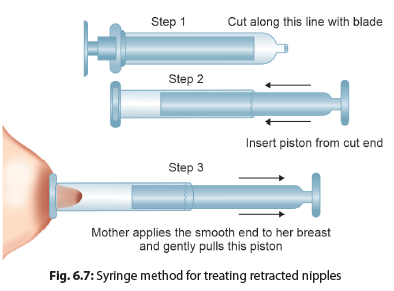 Step 1
Cut along this line with blade
Step 2
Insert piston from cut end
Step 3
Mother applies the smooth end to her breast
and gently pulls this piston
Fig. 6.7: Syringe method for treating retracted nipples